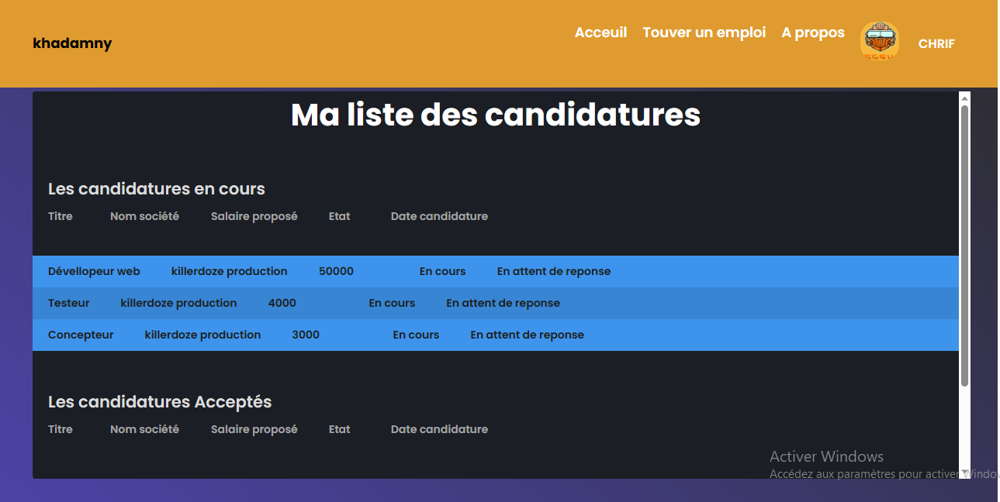 khadamny
Acceuil Touver un emploi A propos CHRIF
SGSV
Ma liste des candidatures
Les candidatures en cours
Titre Nom société Salaire proposé Etat Date candidature
Dévellopeur web killerdoze production 50000 En cours En attent de reponse
Testeur killerdoze production 4000 En cours En attent de reponse
Concepteur killerdoze production 3000 En cours En attent de reponse
Les candidatures Acceptés
Titre Nom société Salaire proposé Etat Date candidature
Activer Windows
Accédez aux paramètres pour activer Windo